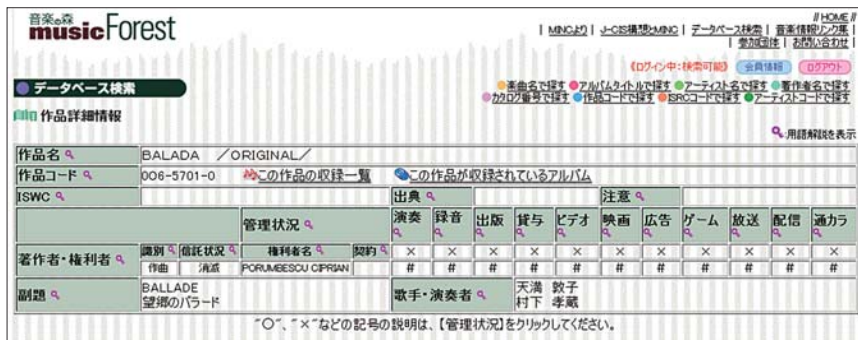 音楽の森
musicForest
// HOME //
| MINCより | J-CIS構想とMINC | データベース検索 | 音楽情報リンク集 |
| 参加団体 | お問い合わせ |
《ログイン中:検索可能》 会員情報 ログアウト
データベース検索
楽曲名で探す アルバムタイトルで探す アーティスト名で探す 著作者名で探す
カタログ番号で探す 作品コードで探す ISRCコードで探す アーティストコードで探す
作品詳細情報
用語解説を表示
作品名 BALADA /ORIGINAL/
作品コード 006-5701-0 この作品の収録一覧 この作品が収録されているアルバム
ISWC 出典 注意
管理状況 演奏 録音 出版 貸与 ビデオ 映画 広告 ゲーム 放送 配信 通カラ
著作者・権利者 識別 信託状況 権利者名 契約 × × × × × × × × × × ×
作曲 消滅 PORUMBESCU CIPRIAN # # # # # # # # # # #
副題 BALLADE
望郷のバラード
歌手・演奏者 天満 敦子
村下 孝蔵
"○"、"×"などの記号の説明は、【管理状況】をクリックしてください。